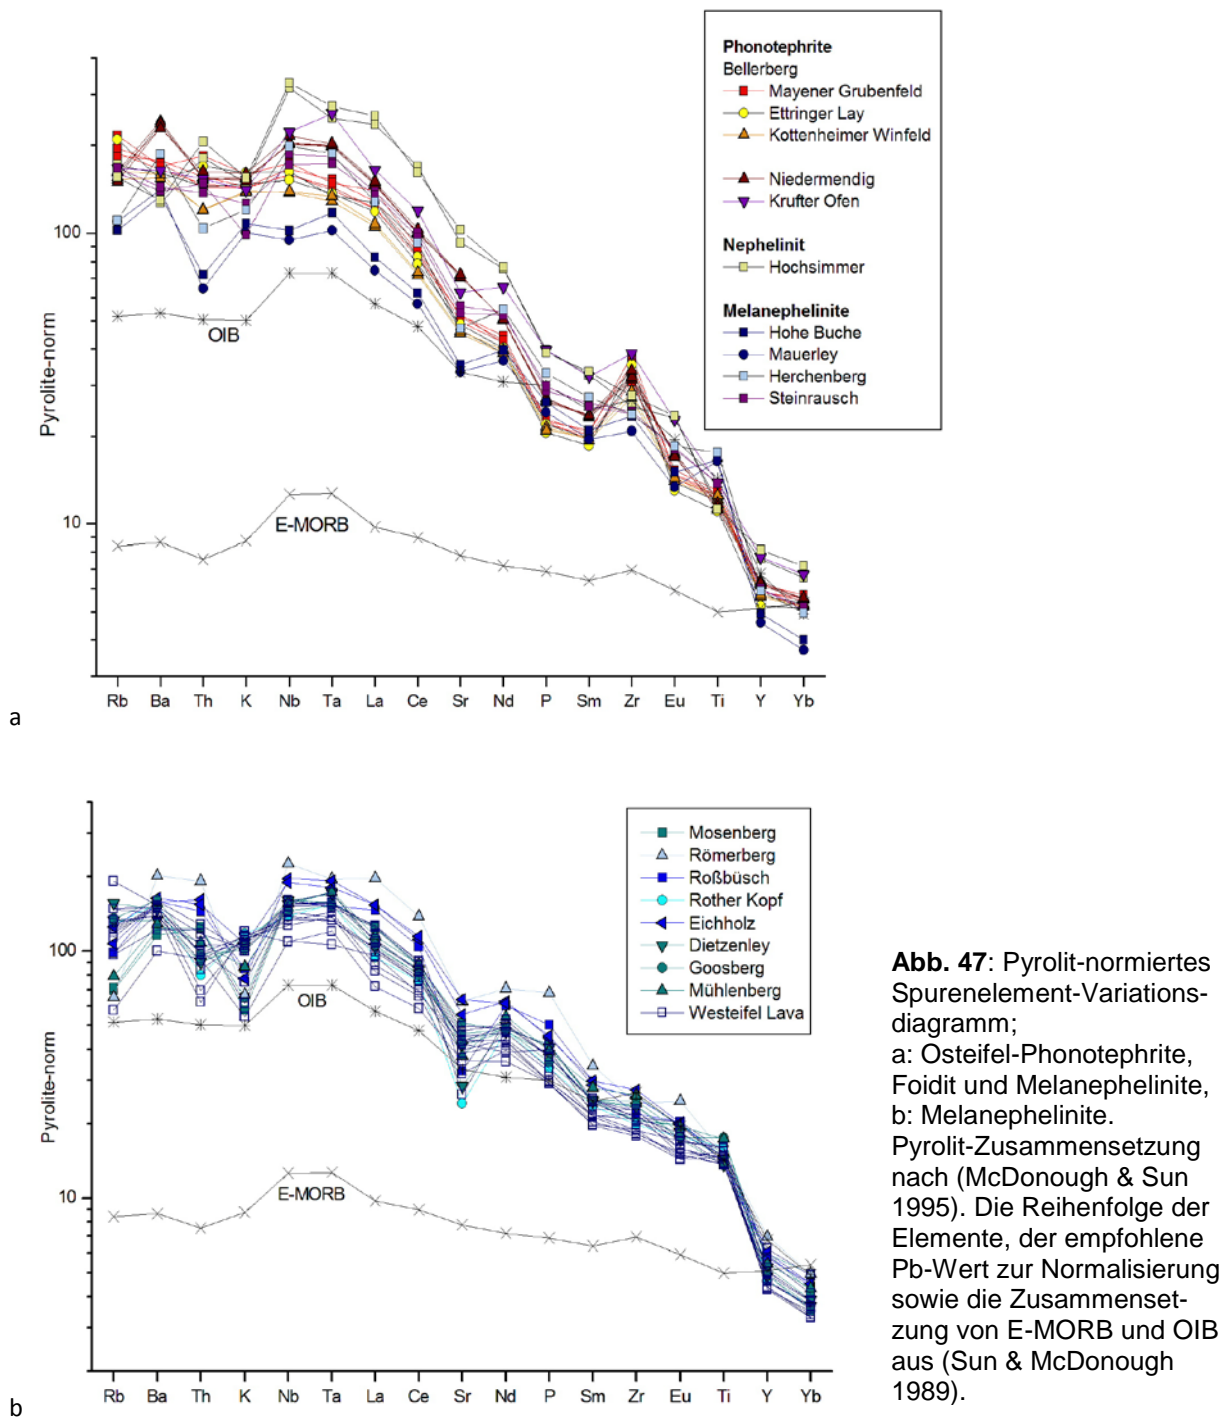 Phonotephrite
Bellerberg
Mayener Grubenfeld
Ettringer Lay
Kottenheimer Winfeld
Niedermendig
Krufter Ofen
Nephelinit
Hochsimmer
Melanephelinite
Hohe Buche
Mauerley
Herchenberg
Steinrausch
Pyrolite-norm
100
10
OIB
E-MORB
Rb Ba Th K Nb Ta La Ce Sr Nd P Sm Zr Eu Ti Y Yb
a
Mosenberg
Römerberg
Roßbüsch
Rother Kopf
Eichholz
Dietzenley
Goosberg
Mühlenberg
Westeifel Lava
Pyrolite-norm
100
10
OIB
E-MORB
Rb Ba Th K Nb Ta La Ce Sr Nd P Sm Zr Eu Ti Y Yb
b
Abb. 47: Pyrolit-normiertes
Spurenelement-Variations-
diagramm;
a: Osteifel-Phonotephrite,
Foidit und Melanephelinite,
b: Melanephelinite.
Pyrolit-Zusammensetzung
nach (McDonough & Sun
1995). Die Reihenfolge der
Elemente, der empfohlene
Pb-Wert zur Normalisierung
sowie die Zusammenset-
zung von E-MORB und OIB
aus (Sun & McDonough
1989).